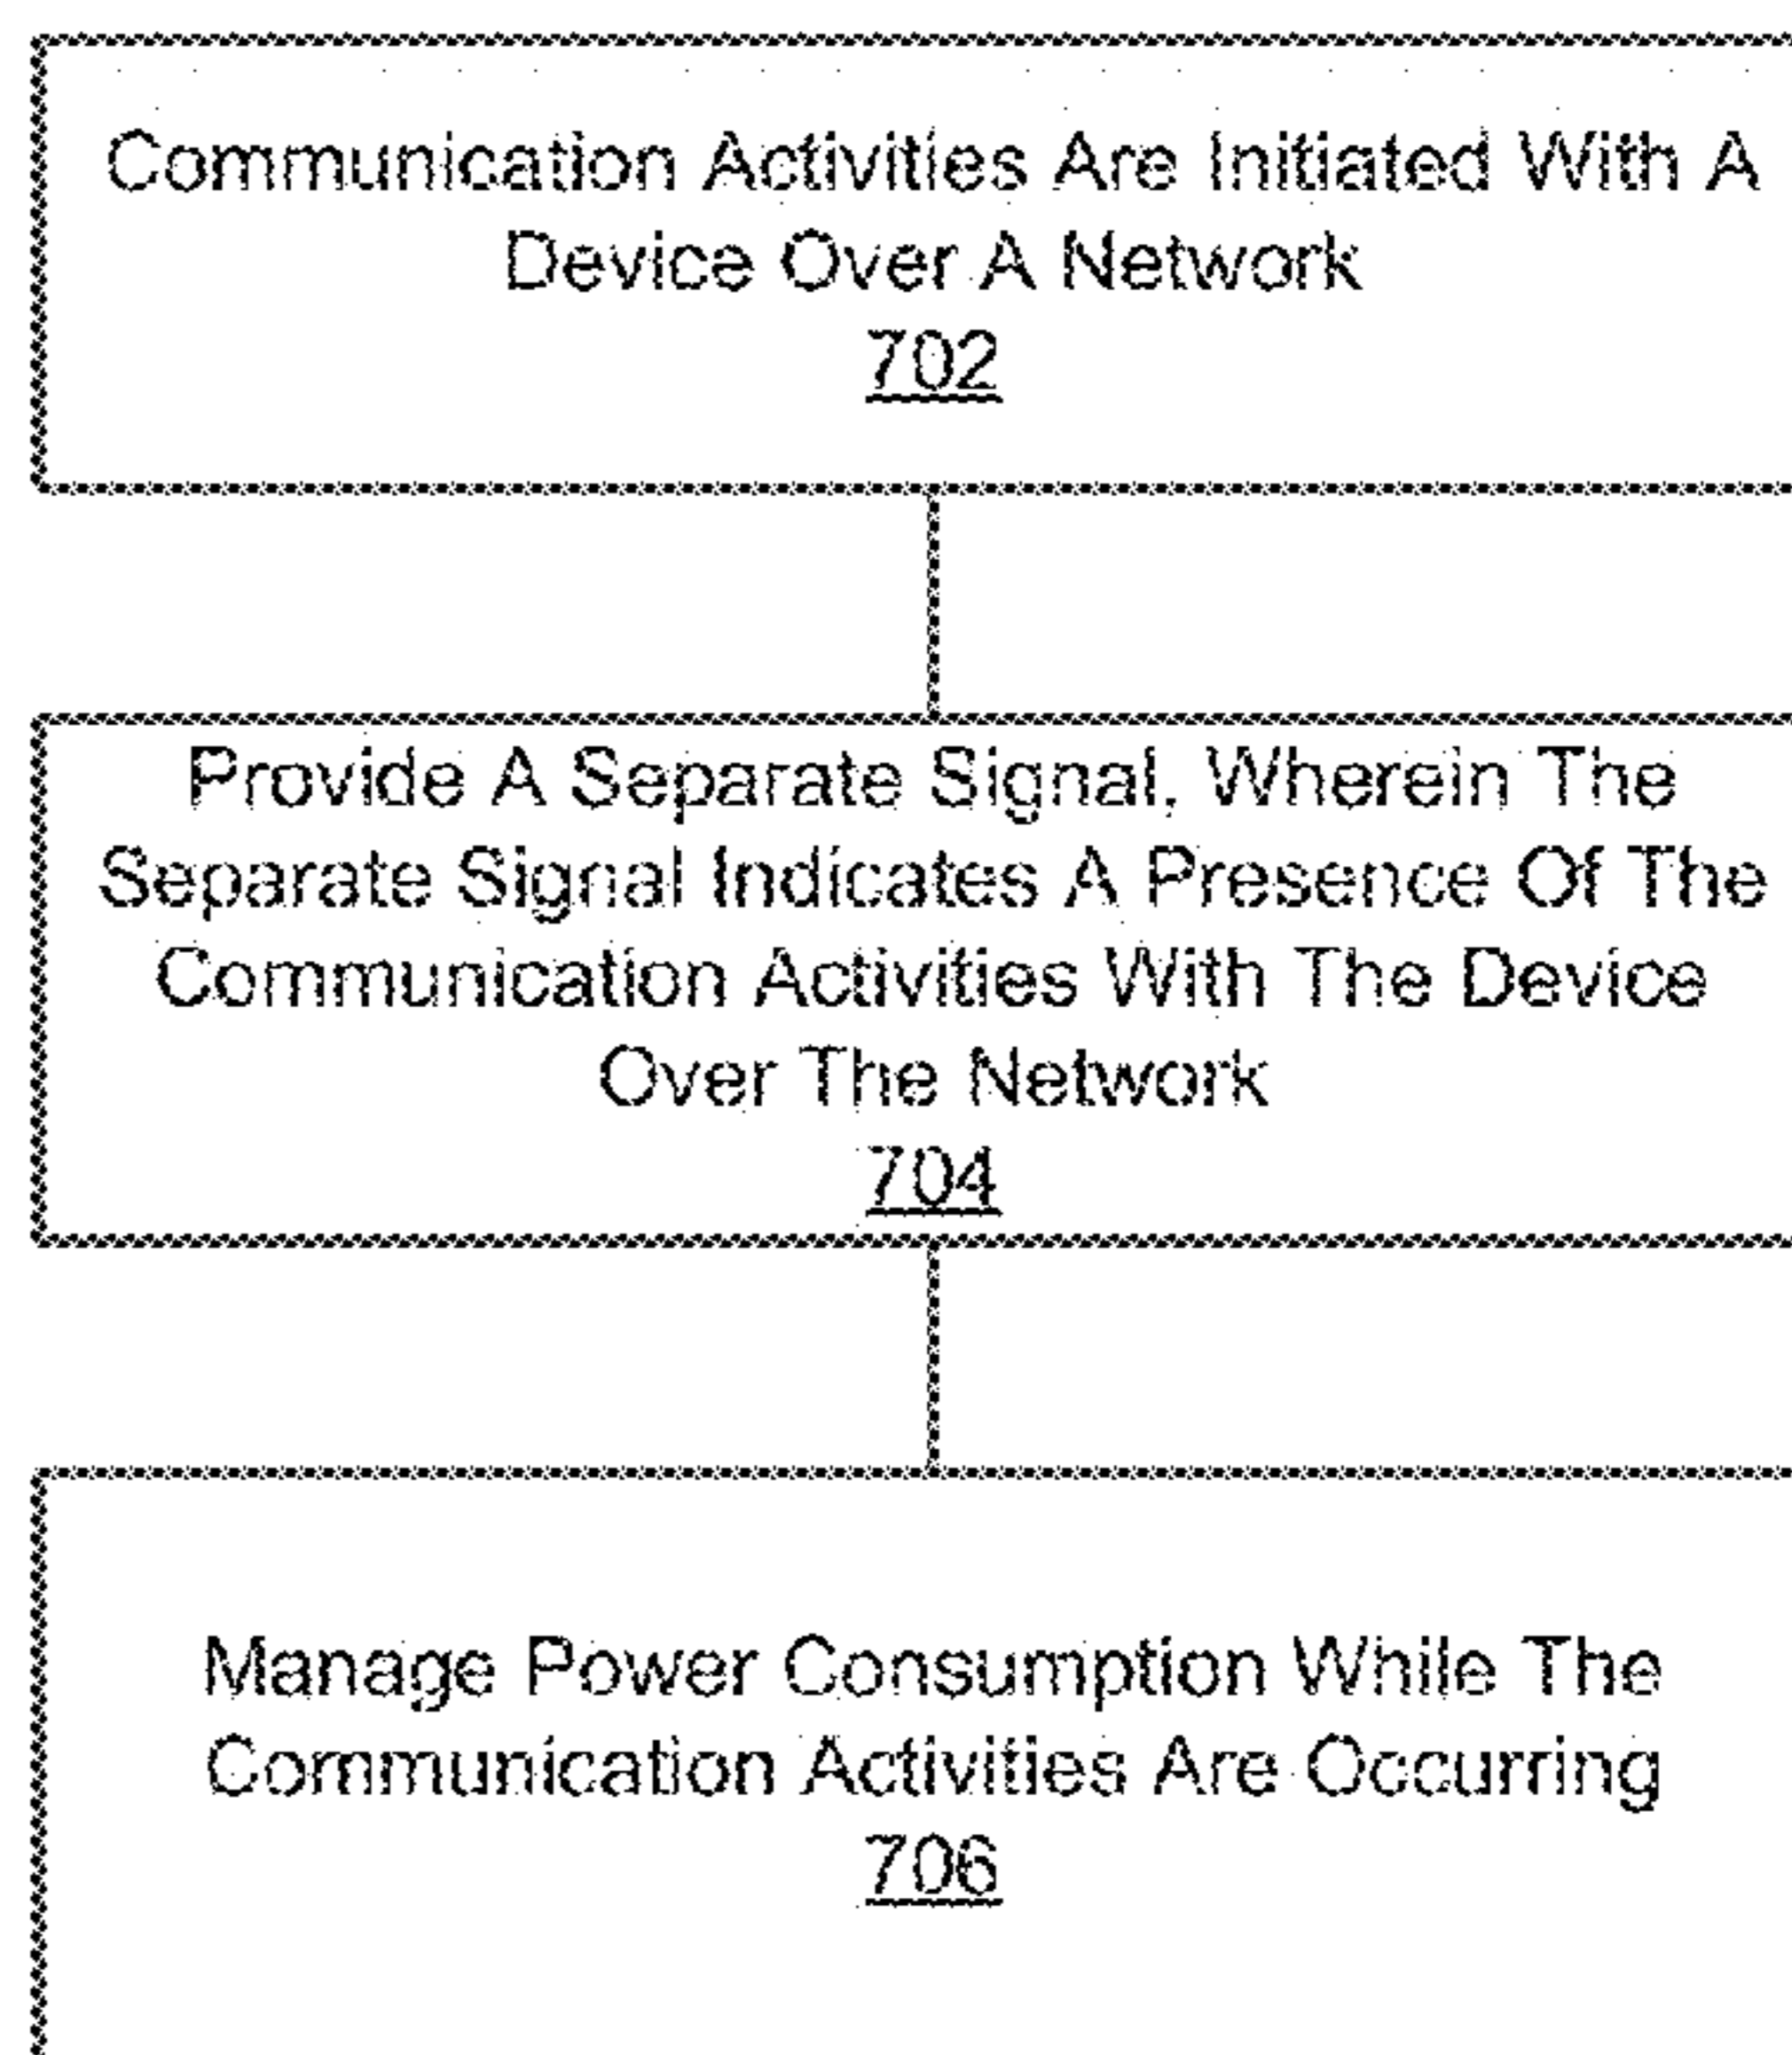 Communication Activities Are Initiated With A
Device Over A Network
702
Provide A Separate Signal, Wherein The
Separate Signal Indicates A Presence Of The
Communication Activities With The Device
Over The Network
704
Manage Power Consumption While The
Communication Activities Are Occurring
706